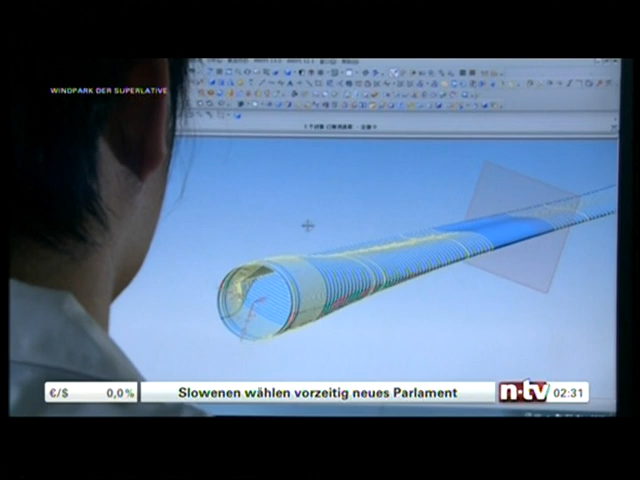 WINDPARK DER SUPERLATIVE
€/$ 0,0% Slowenen wählen vorzeitig neues Parlament n-tv 02:31